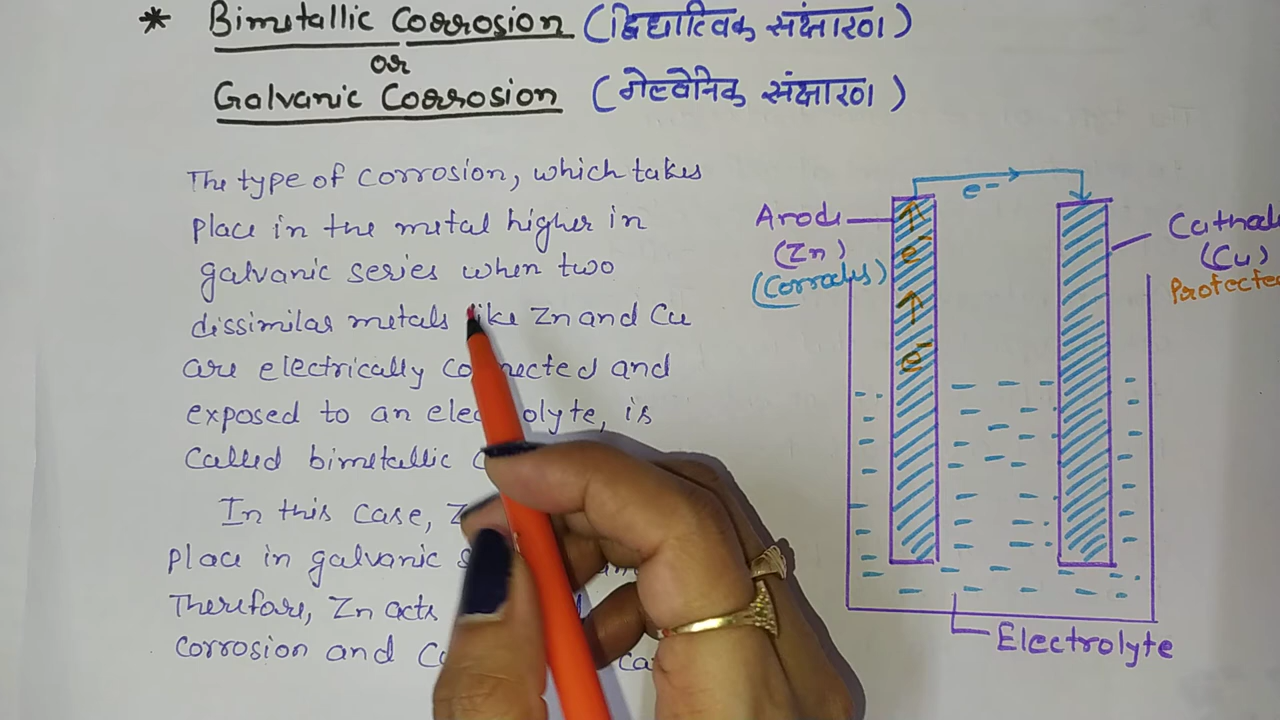 * Bimetallic Corrosion (द्विधात्विक संक्षारण)
or
Galvanic Corrosion (गेल्वेनिक संक्षारण)
The type of corrosion, which takes
place in the metal higher in
galvanic series when two
dissimilar metals like Zn and Cu
are electrically connected and
exposed to an electrolyte, is
Called bimetallic
In this case,
place in galvanic
Therefore, Zn acts
corrosion and
e-
Anode
(Zn)
(Corrodes)
e-
e-
(Cu)
Electrolyte